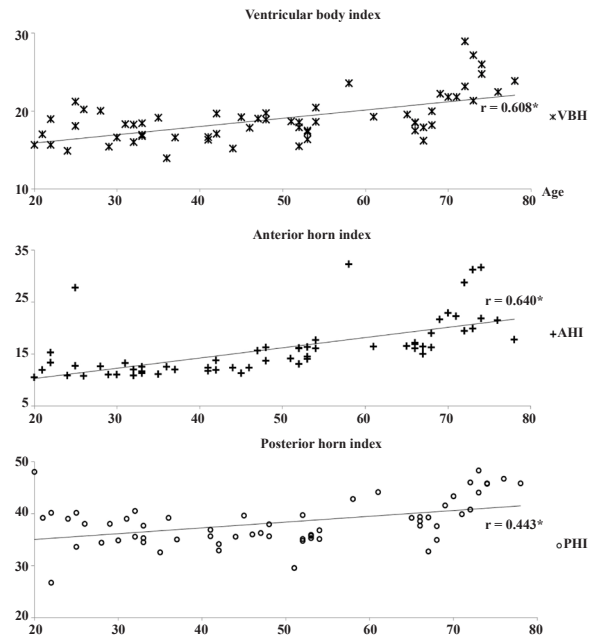 Ventricular body index
30
20
10
r = 0.608*
×VBH
20 30 40 50 60 70 80
Age
Anterior horn index
35
25
15
5
r = 0.640*
+AHI
20 30 40 50 60 70 80
Posterior horn index
50
40
30
20
r = 0.443*
○PHI
20 30 40 50 60 70 80